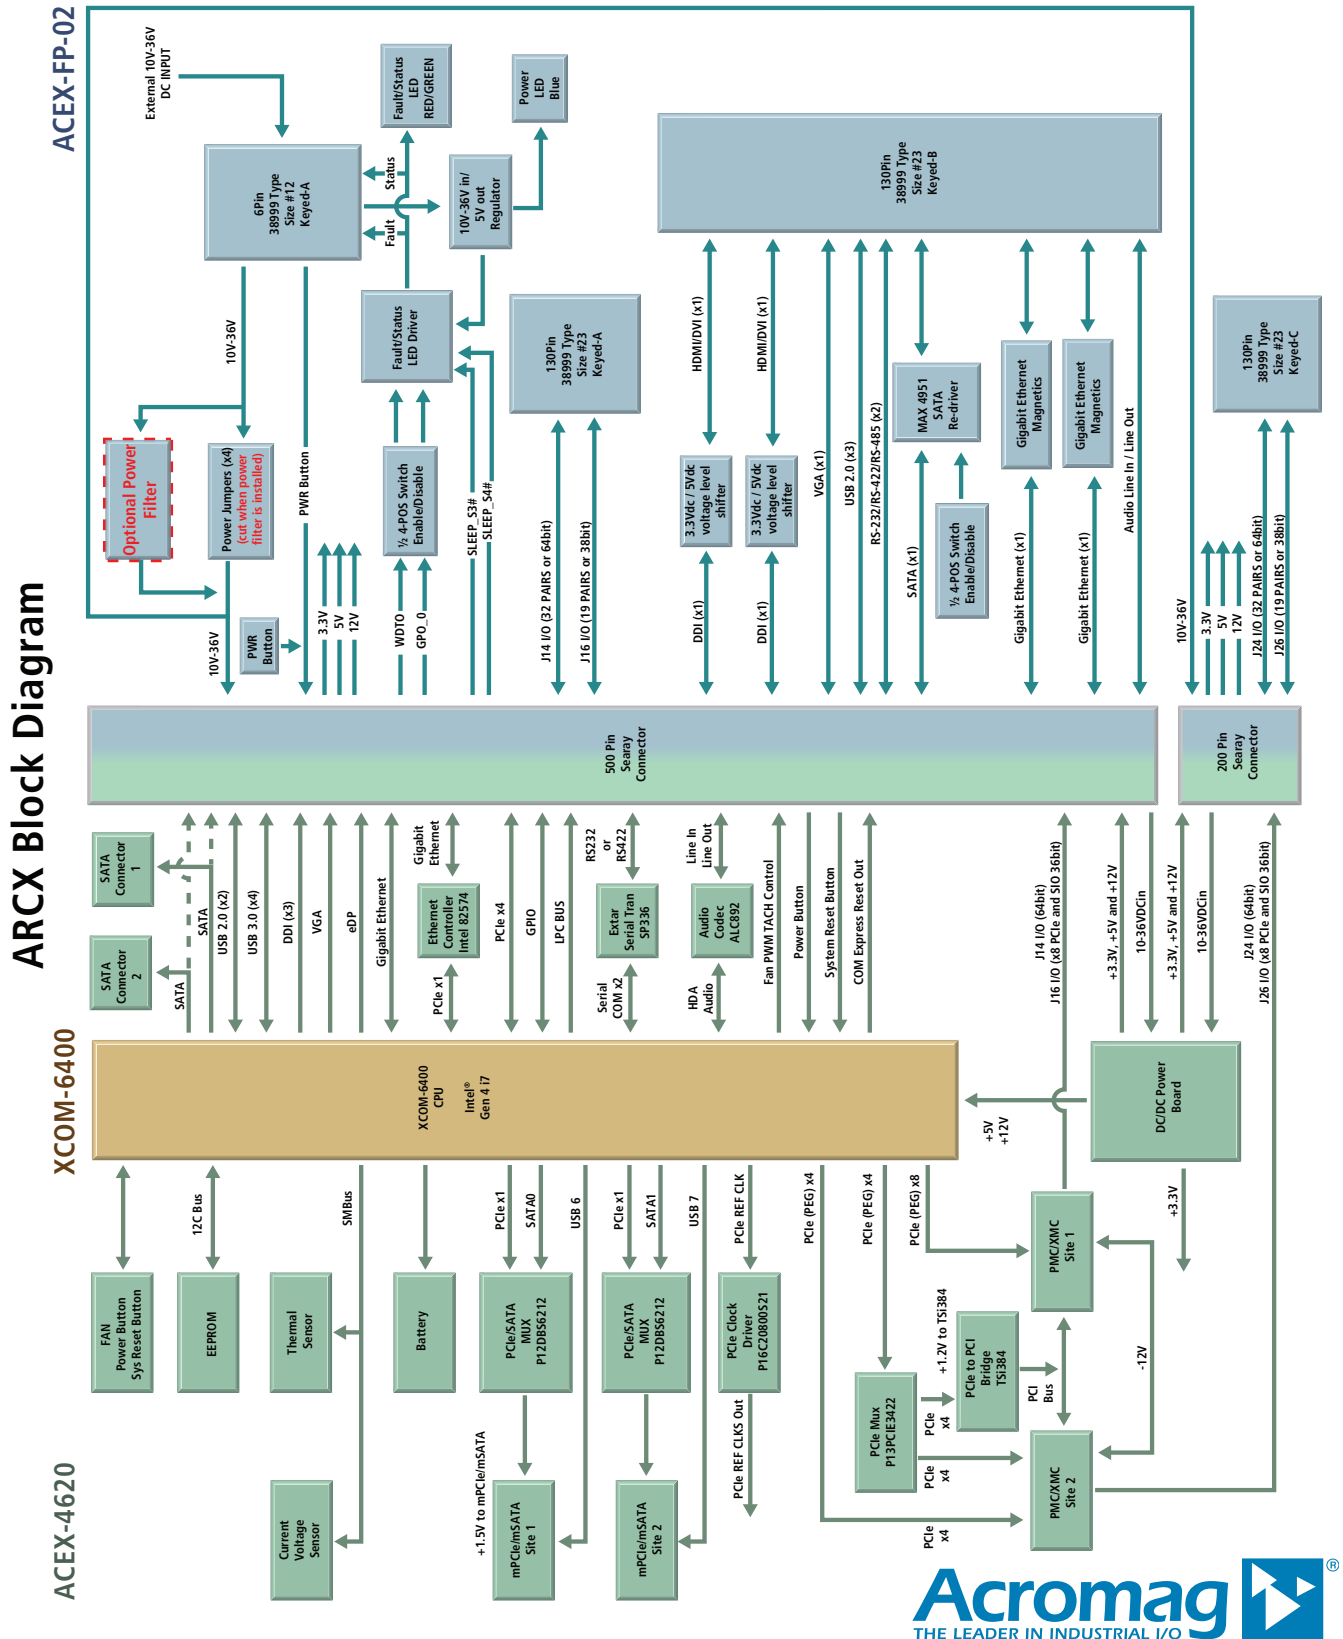 ARCX Block Diagram
ACEX-4620
XCOM-6400
ACEX-FP-02
FAN
Power Button
Sys Reset Button
EEPROM
12C Bus
Thermal
Sensor
Current
Voltage
Sensor
SMBus
Battery
PCIe/SATA
MUX
P12DBS6212
PCIe x1
SATA0
USB 6
+1.5V to mPCIe/mSATA
mPCIe/mSATA
Site 1
PCIe/SATA
MUX
P12DBS6212
PCIe x1
SATA1
USB 7
mPCIe/mSATA
Site 2
PCIe Clock
Driver
P16C20800S21
PCIe REF CLK
PCIe REF CLKS Out
PCIe (PEG) x4
PCIe (PEG) x4
PCIe (PEG) x8
PCIe Mux
P13PCIE3422
PCIe
x4
PCIe
x4
PCIe
x4
+1.2V to TSi384
PCIe to PCI
Bridge
TSi384
PCI
Bus
PMC/XMC
Site 1
PMC/XMC
Site 2
-12V
+3.3V
XCOM-6400
CPU
Intel®
Gen 4 i7
DC/DC Power
Board
+5V
+12V
SATA
Connector
1
SATA
Connector
2
SATA
SATA
USB 2.0 (x2)
USB 3.0 (x4)
DDI (x3)
VGA
eDP
Gigabit Ethernet
PCIe x1
Ethernet
Controller
Intel 82574
Gigabit
Ethernet
PCIe x4
GPIO
LPC BUS
Serial
COM x2
Extar
Serial Tran
SP336
RS232
or
RS422
HDA
Audio
Audio
Codec
ALC892
Line In
Line Out
Fan PWM TACH Control
Power Button
System Reset Button
COM Express Reset Out
J14 I/O (64bit)
J16 I/O (x8 PCIe and SIO 36bit)
+3.3V, +5V and +12V
10-36VDCin
+3.3V, +5V and +12V
10-36VDCin
J24 I/O (64bit)
J26 I/O (x8 PCIe and SIO 36bit)
500 Pin
Searay
Connector
200 Pin
Searay
Connector
External 10V-36V
DC INPUT
6Pin
38999 Type
Size #12
Keyed-A
10V-36V
Optional Power
Filter
Power Jumpers (x4)
(cut when power
filter is installed)
10V-36V
PWR
Button
PWR Button
3.3V
5V
12V
Fault/Status
LED
RED/GREEN
Power
LED
Blue
Status
Fault
10V-36V in/
5V out
Regulator
Fault/Status
LED Driver
½ 4-POS Switch
Enable/Disable
WDTO
GPO_0
SLEEP_S3#
SLEEP_S4#
130Pin
38999 Type
Size #23
Keyed-A
J14 I/O (32 PAIRS or 64bit)
J16 I/O (19 PAIRS or 38bit)
130Pin
38999 Type
Size #23
Keyed-B
HDMI/DVI (x1)
HDMI/DVI (x1)
3.3Vdc / 5Vdc
voltage level
shifter
3.3Vdc / 5Vdc
voltage level
shifter
DDI (x1)
DDI (x1)
VGA (x1)
USB 2.0 (x3)
RS-232/RS-422/RS-485 (x2)
MAX 4951
SATA
Re-driver
SATA (x1)
½ 4-POS Switch
Enable/Disable
Gigabit Ethernet
Magnetics
Gigabit Ethernet
Magnetics
Gigabit Ethernet (x1)
Gigabit Ethernet (x1)
Audio Line In / Line Out
10V-36V
3.3V
5V
12V
130Pin
38999 Type
Size #23
Keyed-C
J24 I/O (32 PAIRS or 64bit)
J26 I/O (19 PAIRS or 38bit)
Acromag
®
THE LEADER IN INDUSTRIAL I/O